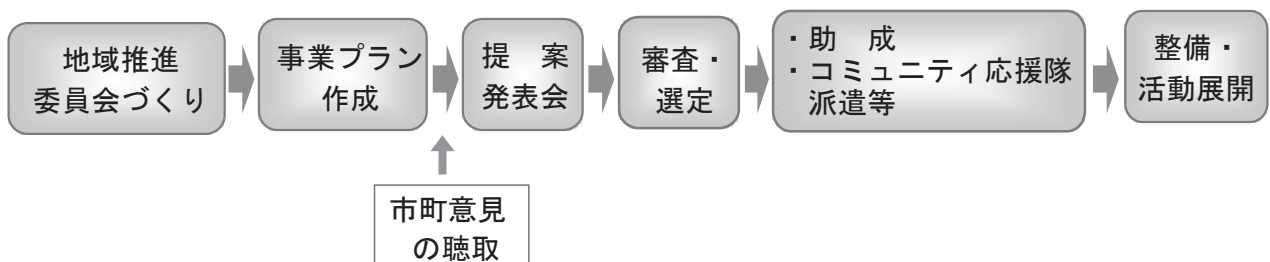 地域推進
委員会づくり
事業プラン
作成
提　案
発表会
審査・
選定
・助　成
・コミュニティ応援隊
派遣等
整備・
活動展開
市町意見
の聴取